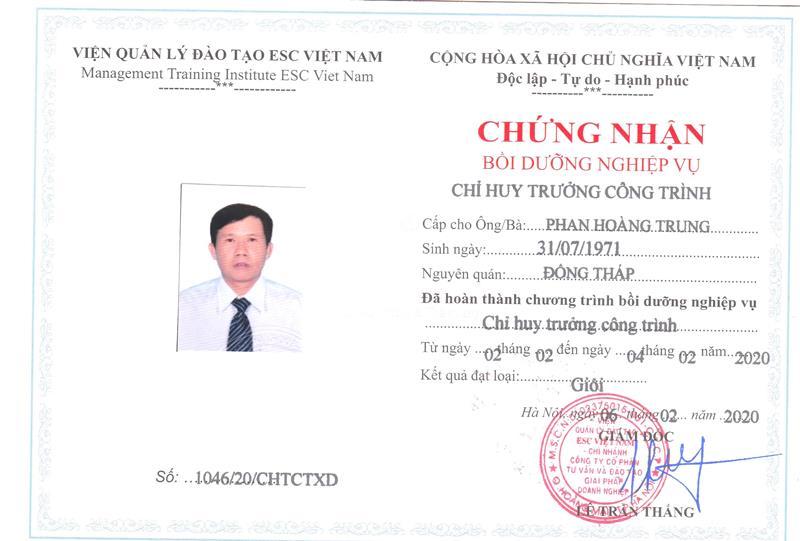 VIỆN QUẢN LÝ ĐÀO TẠO ESC VIỆT NAM
Management Training Institute ESC Viet Nam
-----------***------------
Số: ...1046/20/CHTCTXD
CỘNG HÒA XÃ HỘI CHỦ NGHĨA VIỆT NAM
Độc lập - Tự do - Hạnh phúc
----------***----------
CHỨNG NHẬN
BỒI DƯỠNG NGHIỆP VỤ
CHỈ HUY TRƯỞNG CÔNG TRÌNH
Cấp cho Ông/Bà:....PHAN HOÀNG TRUNG
Sinh ngày:..........31/07/1971
Nguyên quán:........ĐỒNG THÁP
Đã hoàn thành chương trình bồi dưỡng nghiệp vụ
Chỉ huy trưởng công trình
Từ ngày ...02 tháng 02 đến ngày ....04 tháng 02 năm...2020
Kết quả đạt loại:..........Giỏi
Hà Nội, ngày 06 tháng 02 năm 2020
GIÁM ĐỐC
VIỆN
QUẢN LÝ ĐÀO TẠO
ESC VIỆT NAM
- CHI NHÁNH
CÔNG TY CỔ PHẦN
TƯ VẤN VÀ ĐÀO TẠO
GIẢI PHÁP
DOANH NGHIỆP
LÊ TRẦN THẮNG